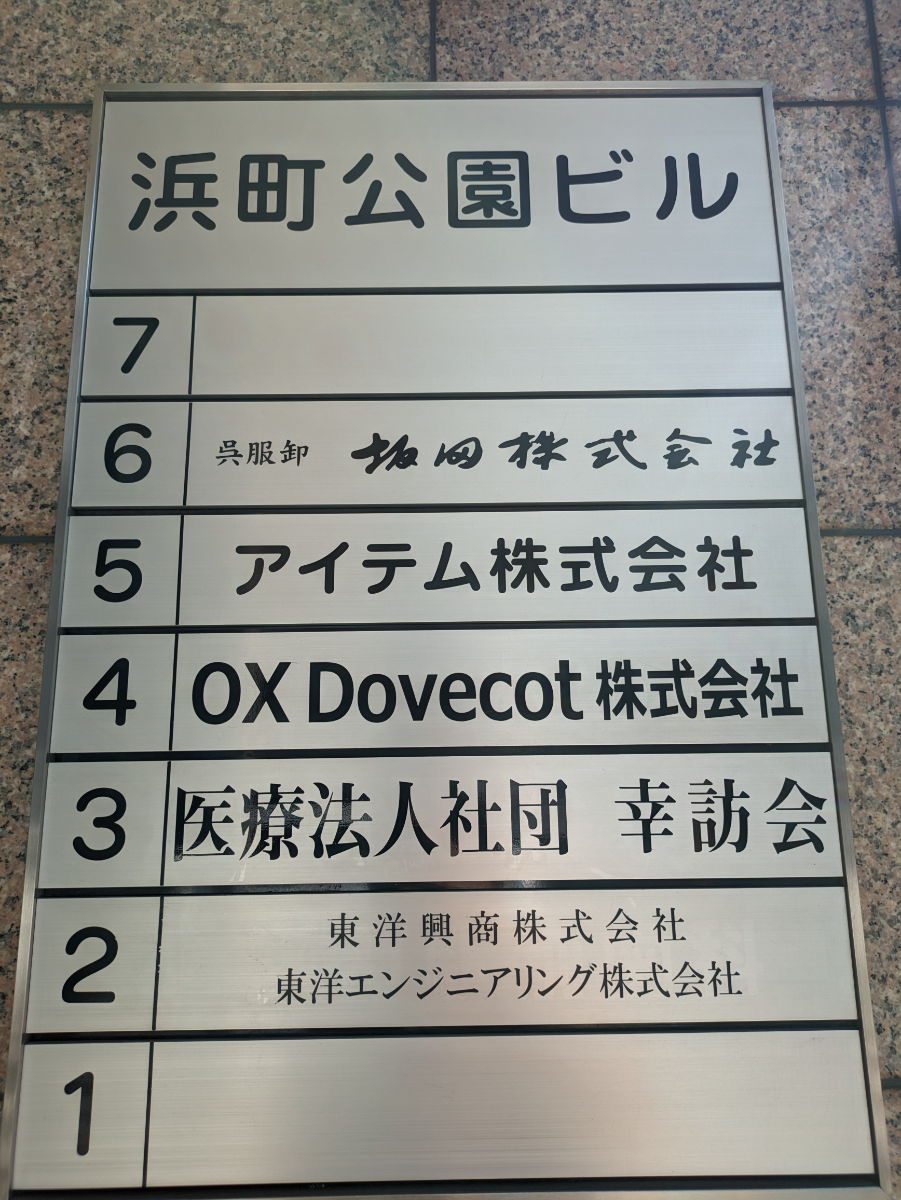 浜町公園ビル
7
6 呉服卸 坂田株式会社
5 アイテム株式会社
4 OX Dovecot 株式会社
3 医療法人社団 幸訪会
2 東洋興商株式会社
東洋エンジニアリング株式会社
1